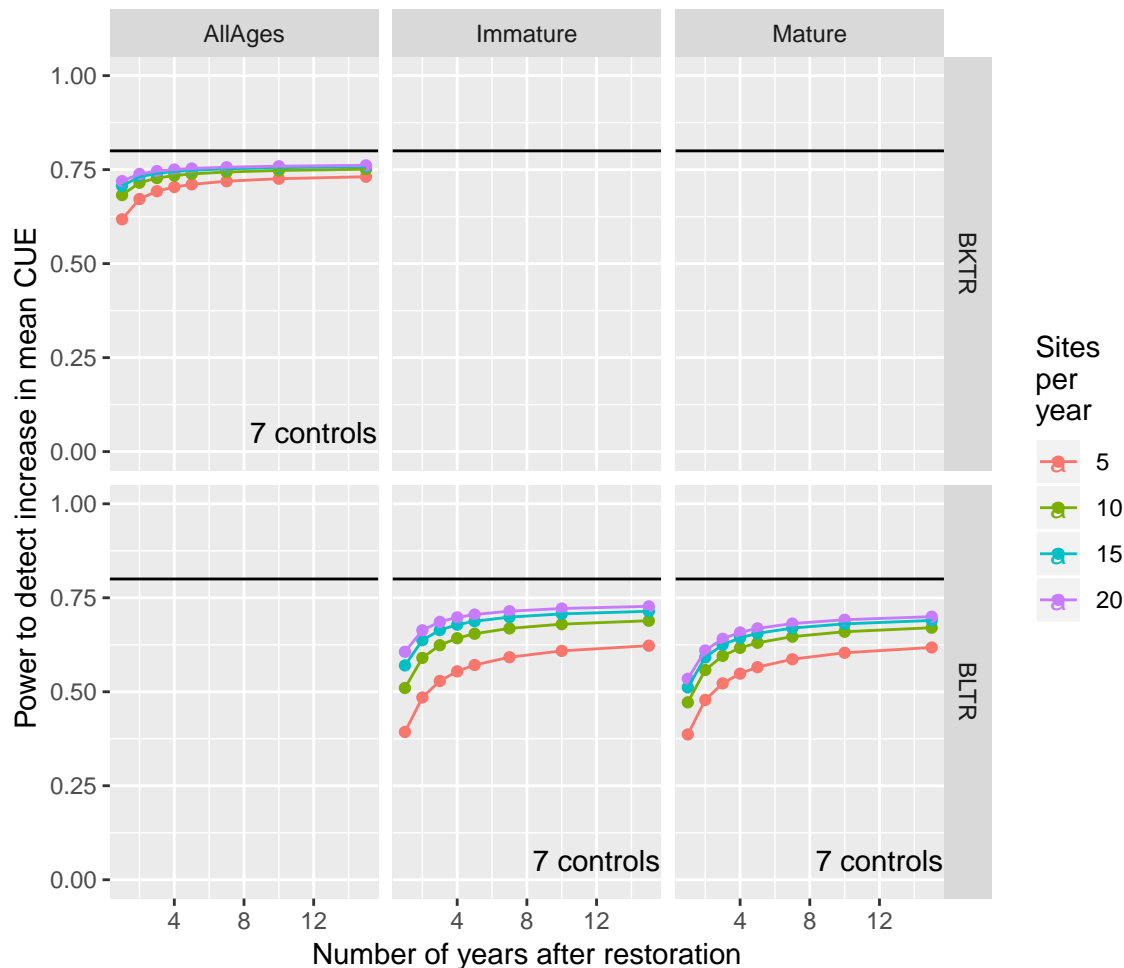 AllAges
Immature
Mature
Power to detect increase in mean CUE
1.00
0.75
0.50
0.25
0.00
7 controls
BKTR
1.00
0.75
0.50
0.25
0.00
7 controls
7 controls
BLTR
4
8
12
4
8
12
4
8
12
Number of years after restoration
Sites
per
year
a 5
a 10
a 15
a 20